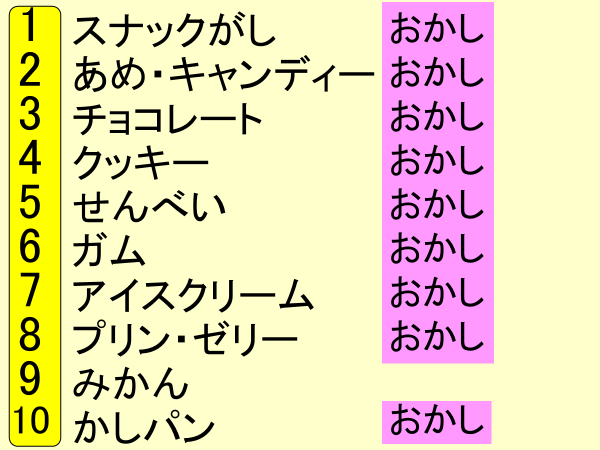 1 スナックがし おかし
2 あめ・キャンディー おかし
3 チョコレート おかし
4 クッキー おかし
5 せんべい おかし
6 ガム おかし
7 アイスクリーム おかし
8 プリン・ゼリー おかし
9 みかん
10 かしパン おかし